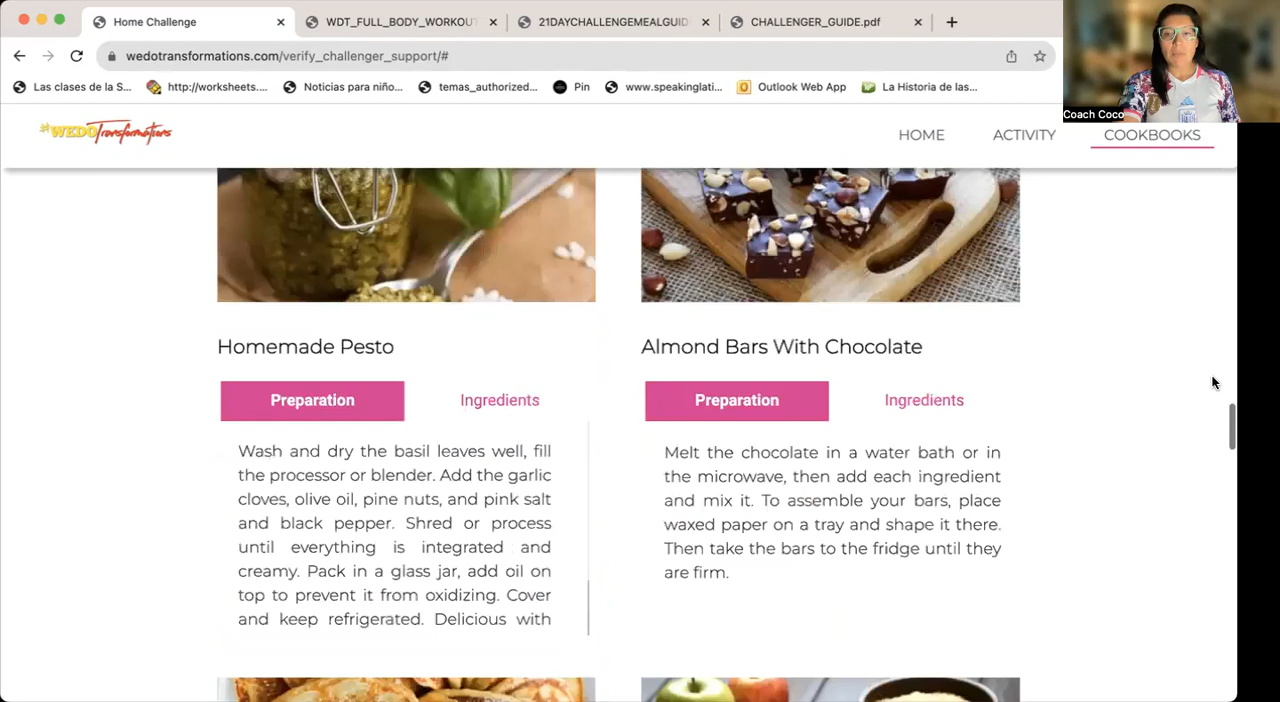 Home Challenge
WDT_FULL_BODY_WORKOUT
21DAYCHALLENGEMEALGUID
CHALLENGER_GUIDE.pdf
wedotransformations.com/verify_challenger_support/#
Las clases de la S...
http://worksheets....
Noticias para niño...
temas_authorized...
Pin
www.speakinglati...
Outlook Web App
La Historia de las...
Coach Coco
#WEDOTransformations
HOME
ACTIVITY
COOKBOOKS
Homemade Pesto
Preparation
Ingredients
Wash and dry the basil leaves well, fill
the processor or blender. Add the garlic
cloves, olive oil, pine nuts, and pink salt
and black pepper. Shred or process
until everything is integrated and
creamy. Pack in a glass jar, add oil on
top to prevent it from oxidizing. Cover
and keep refrigerated. Delicious with
Almond Bars With Chocolate
Preparation
Ingredients
Melt the chocolate in a water bath or in
the microwave, then add each ingredient
and mix it. To assemble your bars, place
waxed paper on a tray and shape it there.
Then take the bars to the fridge until they
are firm.